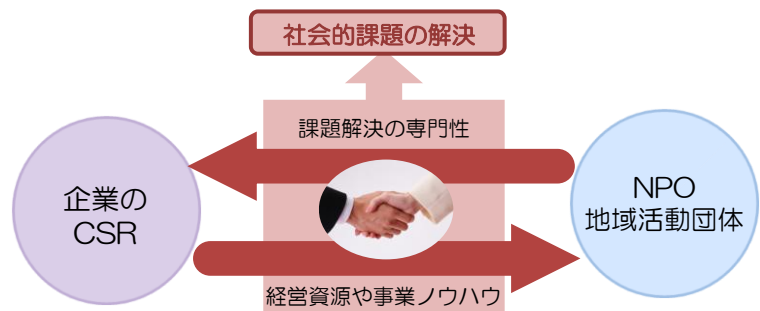 社会的課題の解決
課題解決の専門性
企業の
CSR
NPO
地域活動団体
経営資源や事業ノウハウ